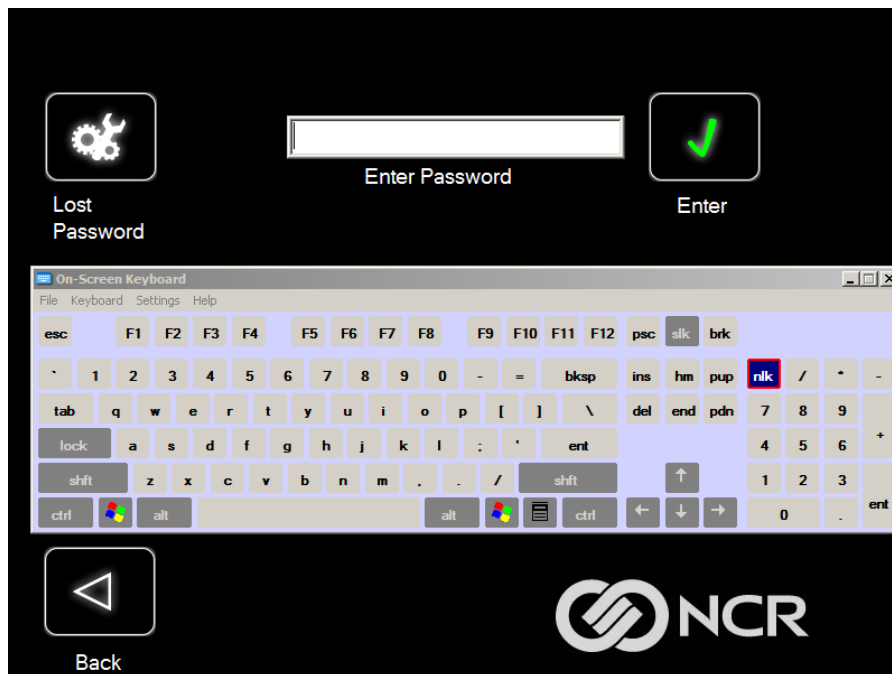 Enter Password
Enter
Lost
Password
On-Screen Keyboard
File Keyboard Settings Help
esc F1 F2 F3 F4 F5 F6 F7 F8 F9 F10 F11 F12 psc slk brk
` 1 2 3 4 5 6 7 8 9 0 - = bksp ins hm pup nlk / * -
tab q w e r t y u i o p [ ] \ del end pdn 7 8 9 +
lock a s d f g h j k l ; ' ent 4 5 6
shft z x c v b n m , . / shft ↑ 1 2 3 ent
ctrl alt alt ctrl ← ↓ → 0 .
Back
NCR